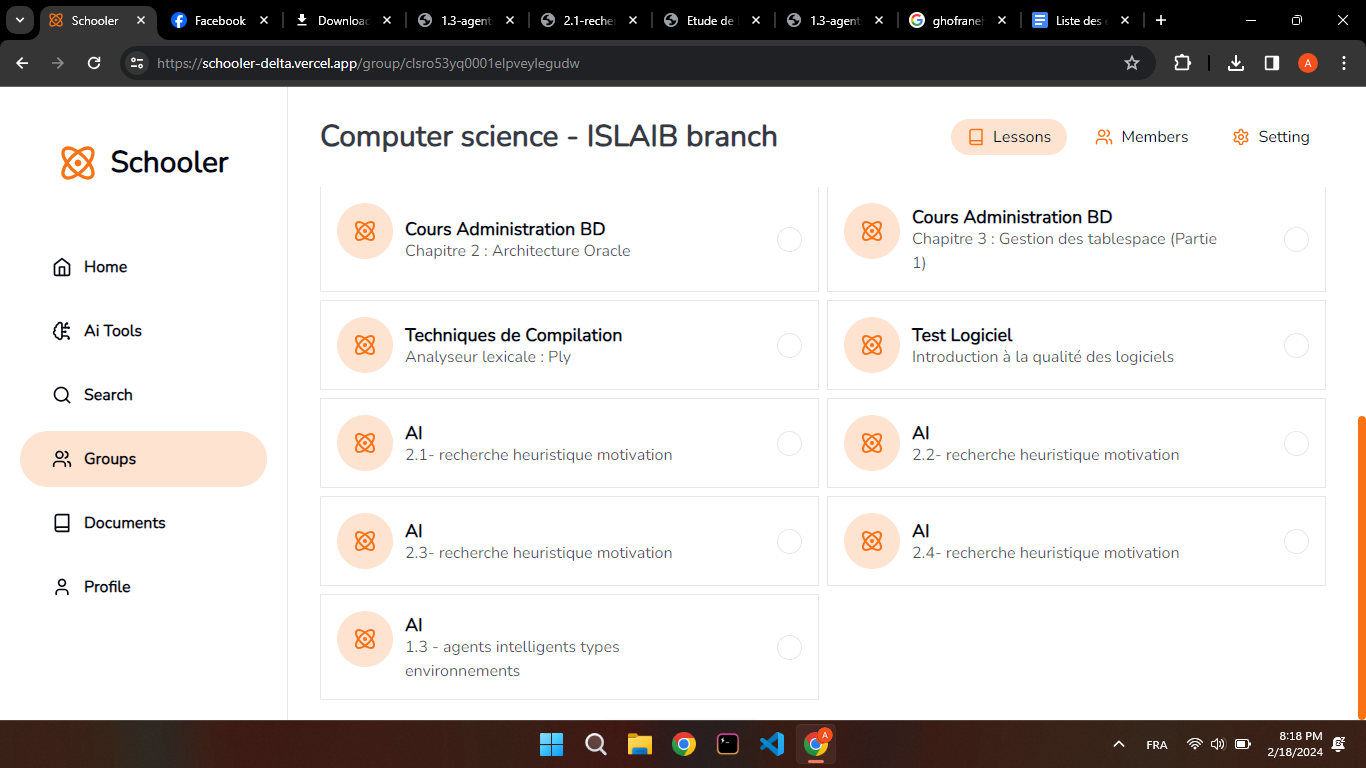 Schooler
Facebook
Downloa
1.3-agent
2.1-reche
Etude de
1.3-agent
ghofraneh
Liste des
https://schooler-delta.vercel.app/group/clsro53yq0001elpveylegudw
A
Schooler
Computer science - ISLAIB branch
Lessons
Members
Setting
Home
Ai Tools
Search
Groups
Documents
Profile
Cours Administration BD
Chapitre 2 : Architecture Oracle
Cours Administration BD
Chapitre 3 : Gestion des tablespace (Partie
1)
Techniques de Compilation
Analyseur lexicale : Ply
Test Logiciel
Introduction à la qualité des logiciels
AI
2.1- recherche heuristique motivation
AI
2.2- recherche heuristique motivation
AI
2.3- recherche heuristique motivation
AI
2.4- recherche heuristique motivation
AI
1.3 - agents intelligents types
environnements
A
FRA
8:18 PM
2/18/2024